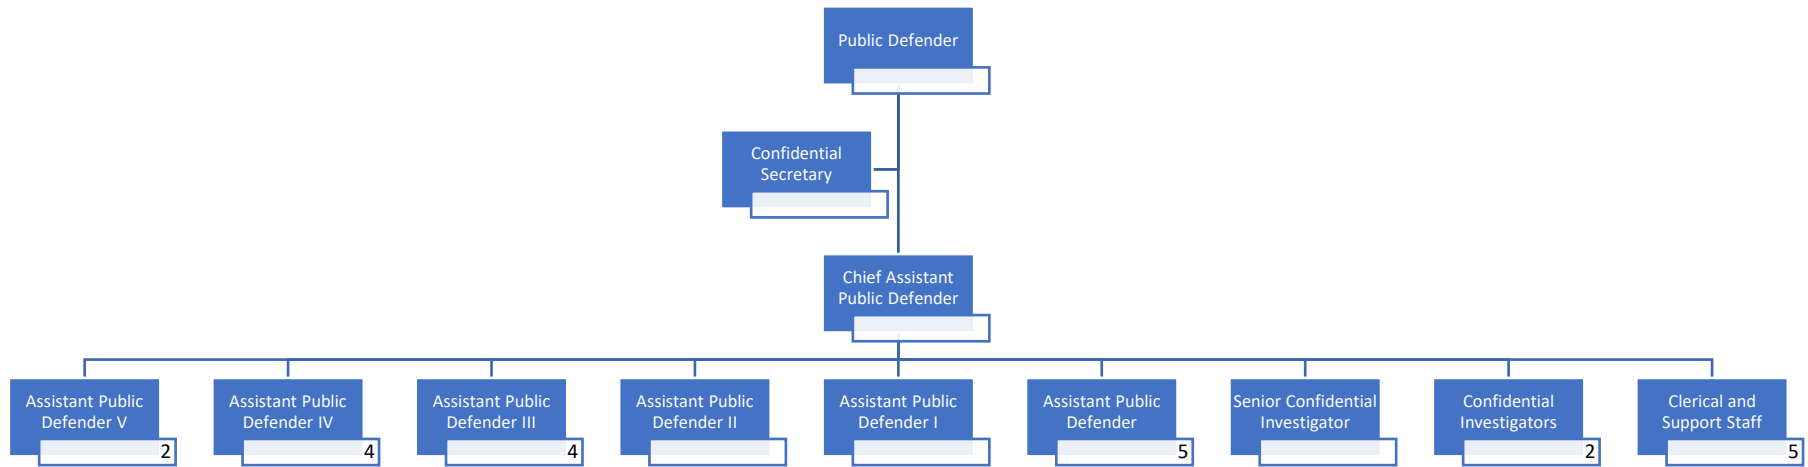 Public Defender
Confidential
Secretary
Chief Assistant
Public Defender
Assistant Public
Defender V
2
Assistant Public
Defender IV
4
Assistant Public
Defender III
4
Assistant Public
Defender II
Assistant Public
Defender I
Assistant Public
Defender
5
Senior Confidential
Investigator
Confidential
Investigators
2
Clerical and
Support Staff
5